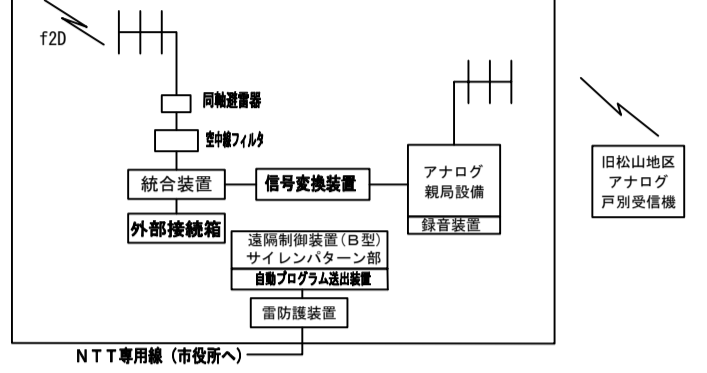 f2D
同軸避雷器
空中線フィルタ
統合装置
信号変換装置
アナログ
親局設備
録音装置
外部接続箱
遠隔制御装置(B型)
サイレンパターン部
自動プログラム送出装置
雷防護装置
NTT専用線(市役所へ)
旧松山地区
アナログ
戸別受信機